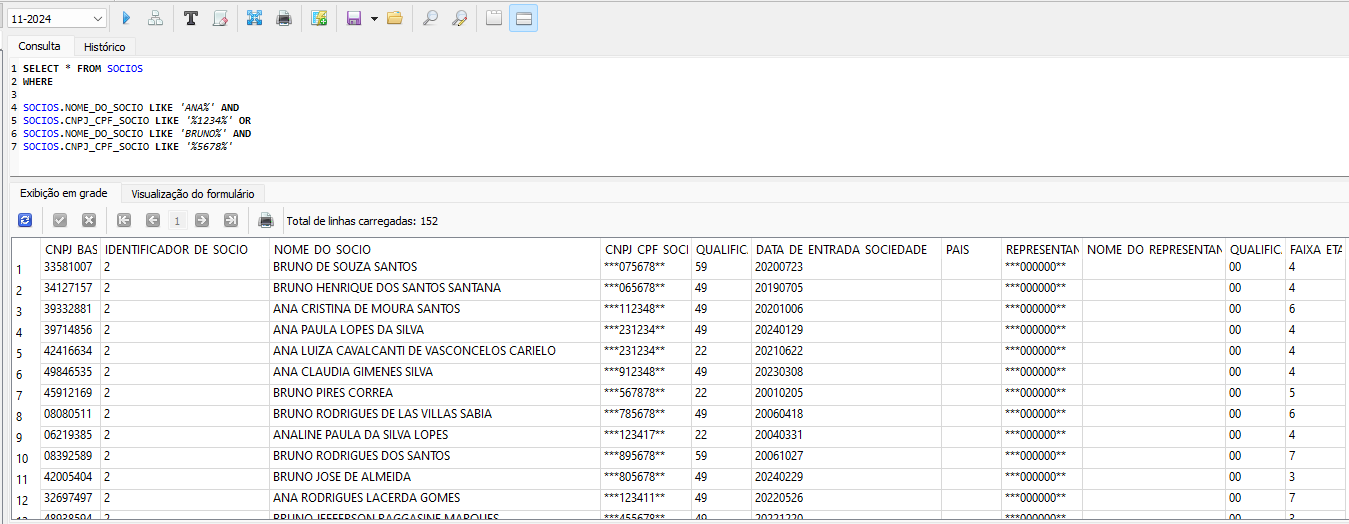 11-2024
Consulta Histórico
1 SELECT * FROM SOCIOS
2 WHERE
3
4 SOCIOS.NOME_DO_SOCIO LIKE 'ANA%' AND
5 SOCIOS.CNPJ_CPF_SOCIO LIKE '%1234%' OR
6 SOCIOS.NOME_DO_SOCIO LIKE 'BRUNO%' AND
7 SOCIOS.CNPJ_CPF_SOCIO LIKE '%5678%'
Exibição em grade Visualização do formulário
1 Total de linhas carregadas: 152
CNPJ BAS IDENTIFICADOR DE SOCIO NOME DO SOCIO CNPJ CPF SOCI QUALIFIC. DATA DE ENTRADA SOCIEDADE PAIS REPRESENTAN NOME DO REPRESENTAN QUALIFIC. FAIXA ETA
1 33581007 2 BRUNO DE SOUZA SANTOS ***075678** 59 20200723 ***000000** 00 4
2 34127157 2 BRUNO HENRIQUE DOS SANTOS SANTANA ***065678** 49 20190705 ***000000** 00 4
3 39332881 2 ANA CRISTINA DE MOURA SANTOS ***112348** 49 20201006 ***000000** 00 6
4 39714856 2 ANA PAULA LOPES DA SILVA ***231234** 49 20240129 ***000000** 00 4
5 42416634 2 ANA LUIZA CAVALCANTI DE VASCONCELOS CARIELO ***231234** 22 20210622 ***000000** 00 4
6 49846535 2 ANA CLAUDIA GIMENES SILVA ***912348** 49 20230308 ***000000** 00 4
7 45912169 2 BRUNO PIRES CORREA ***567878** 22 20010205 ***000000** 00 5
8 08080511 2 BRUNO RODRIGUES DE LAS VILLAS SABIA ***785678** 49 20060418 ***000000** 00 6
9 06219385 2 ANALINE PAULA DA SILVA LOPES ***123417** 22 20040331 ***000000** 00 4
10 08392589 2 BRUNO RODRIGUES DOS SANTOS ***895678** 59 20061027 ***000000** 00 7
11 42005404 2 BRUNO JOSE DE ALMEIDA ***805678** 49 20240229 ***000000** 00 3
12 32697497 2 ANA RODRIGUES LACERDA GOMES ***123411** 49 20220526 ***000000** 00 7
48938594 2 BRUNO JEFFERSON RAGGASINE MARQUES ***455678** 49 20221220 ***000000** 00 3